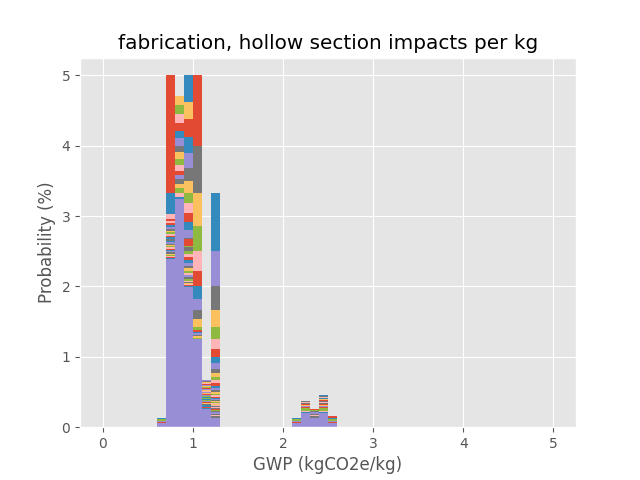 fabrication, hollow section impacts per kg
5
4
3
2
1
0
Probability (%)
0 1 2 3 4 5
GWP (kgCO2e/kg)